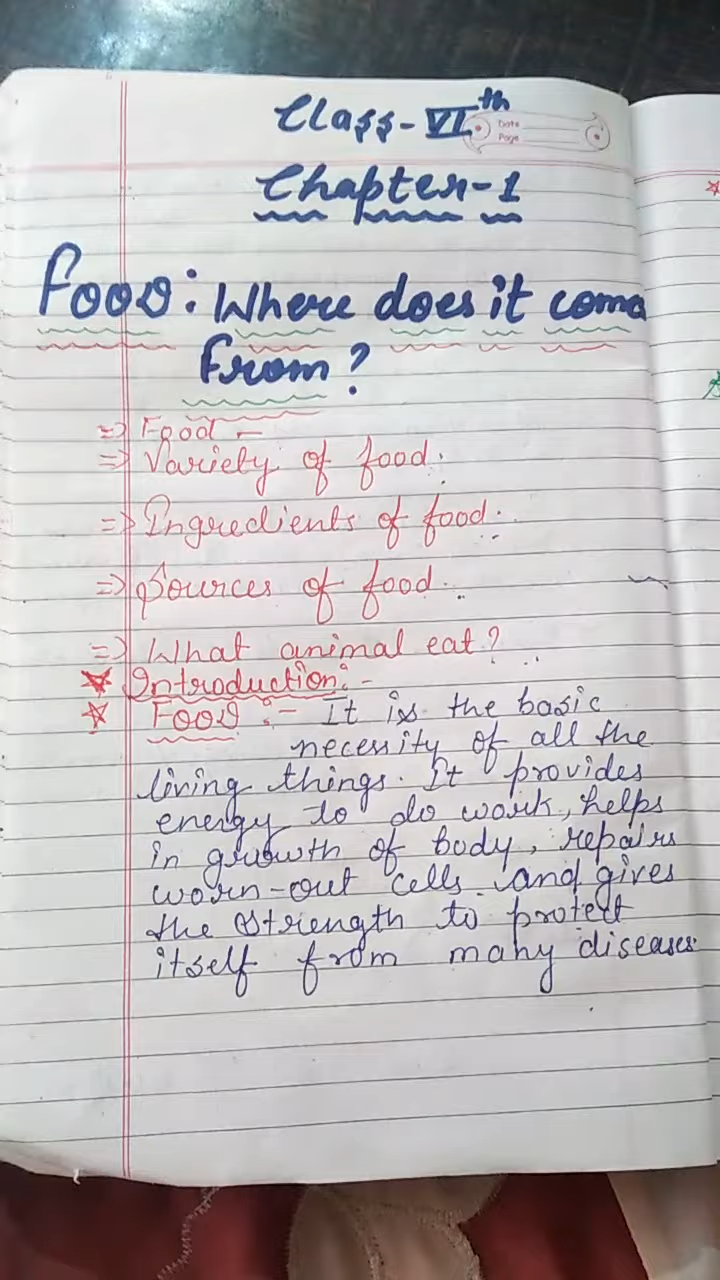 Class-VIth
Date
Page
Chapter-1
Food: Where does it come
from?
=> Food -
=> Variety of food.
=> Ingredients of food.
=> Sources of food.
=> What animal eat?
★ Introduction:-
★ Food :- It is the basic
necessity of all the
living things. It provides
energy to do work, helps
in growth of body, repairs
worn-out cells and gives
the strength to protect
itself from many diseases.